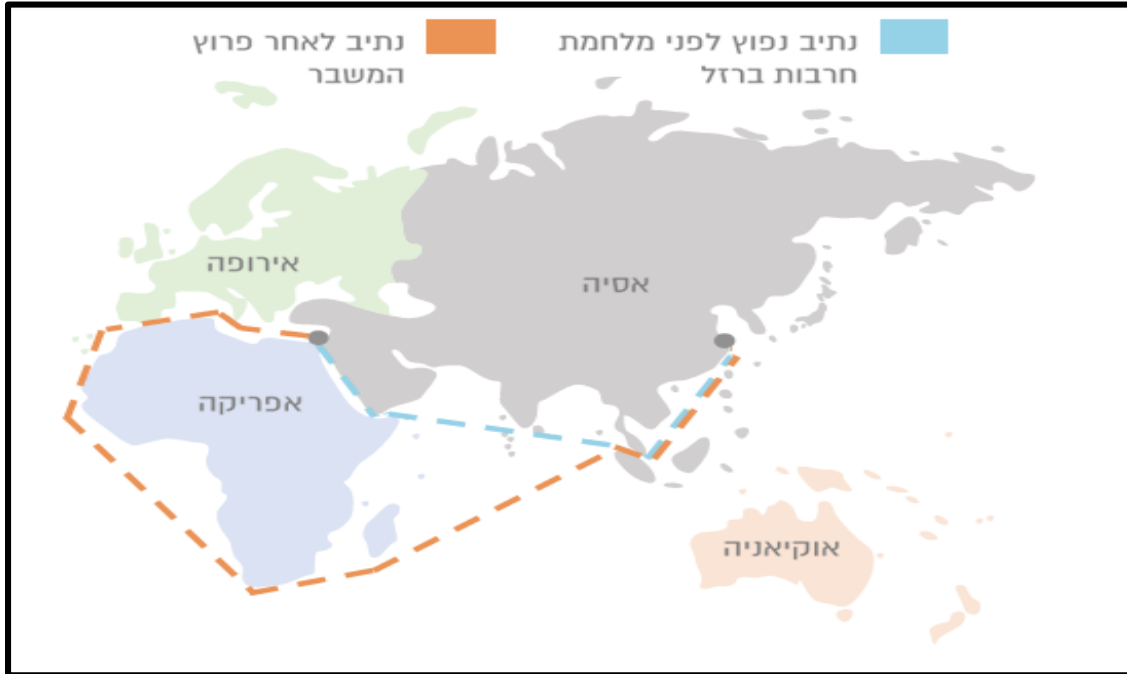 נתיב נפוץ לפני מלחמת
חרבות ברזל
נתיב לאחר פרוץ
המשבר
אירופה
אסיה
אפריקה
אוקיאניה